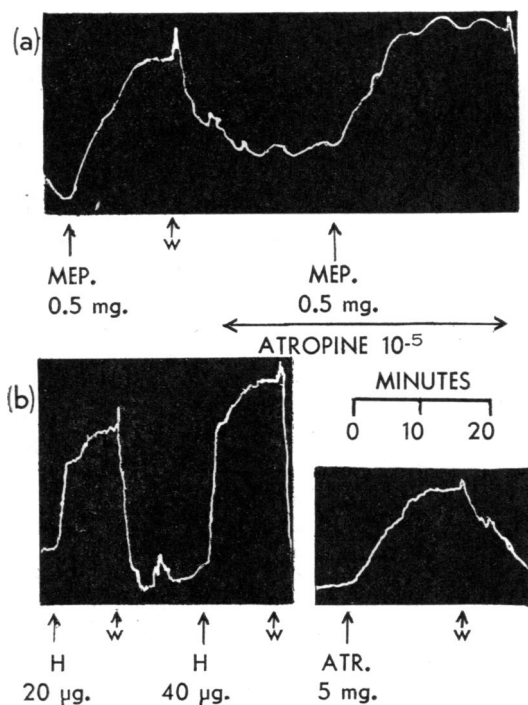 (a)
W
MEP. MEP.
0.5 mg. 0.5 mg.
ATROPINE 10-5
(b)
MINUTES
0 10 20
W W W
H H ATR.
20 µg. 40 µg. 5 mg.